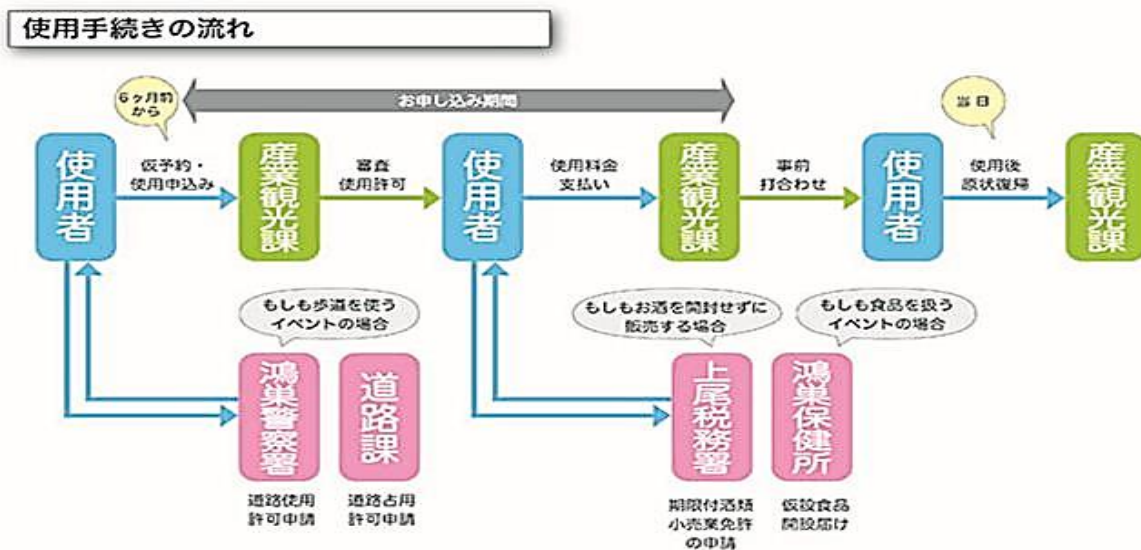 使用手続きの流れ
6ヶ月前
から
お申し込み期間
当日
使用者
仮予約・
使用申込み
産業観光課
審査
使用許可
使用者
使用料金
支払い
産業観光課
事前
打合わせ
使用者
使用後
原状復帰
産業観光課
もしも歩道を使う
イベントの場合
もしもお酒を開封せずに
販売する場合
もしも食品を扱う
イベントの場合
鴻巣警察署
道路課
上尾税務署
鴻巣保健所
道路使用
許可申請
道路占用
許可申請
期限付酒類
小売業免許
の申請
仮設食品
開設届け